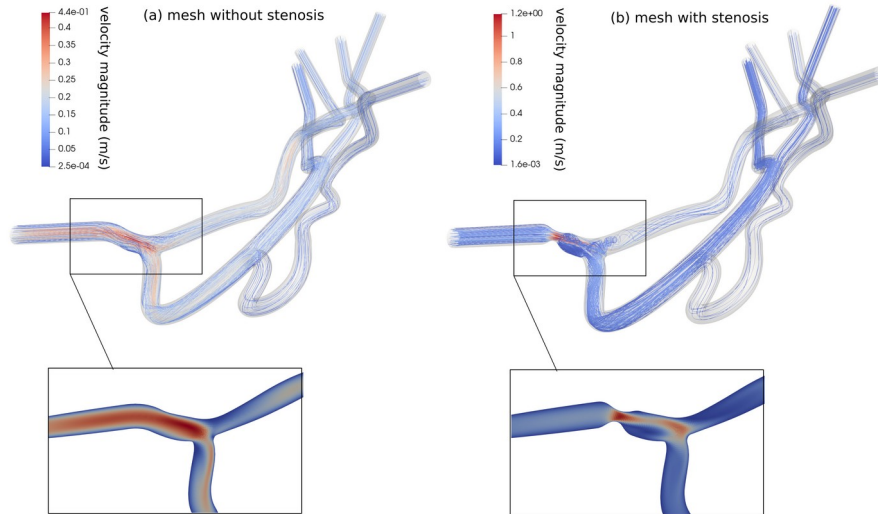 (a) mesh without stenosis
4.4e-01
0.4
0.35
0.3
0.25
0.2
0.15
0.1
0.05
2.5e-04
velocity magnitude (m/s)
(b) mesh with stenosis
1.2e+00
1
0.8
0.6
0.4
0.2
1.6e-03
velocity magnitude (m/s)